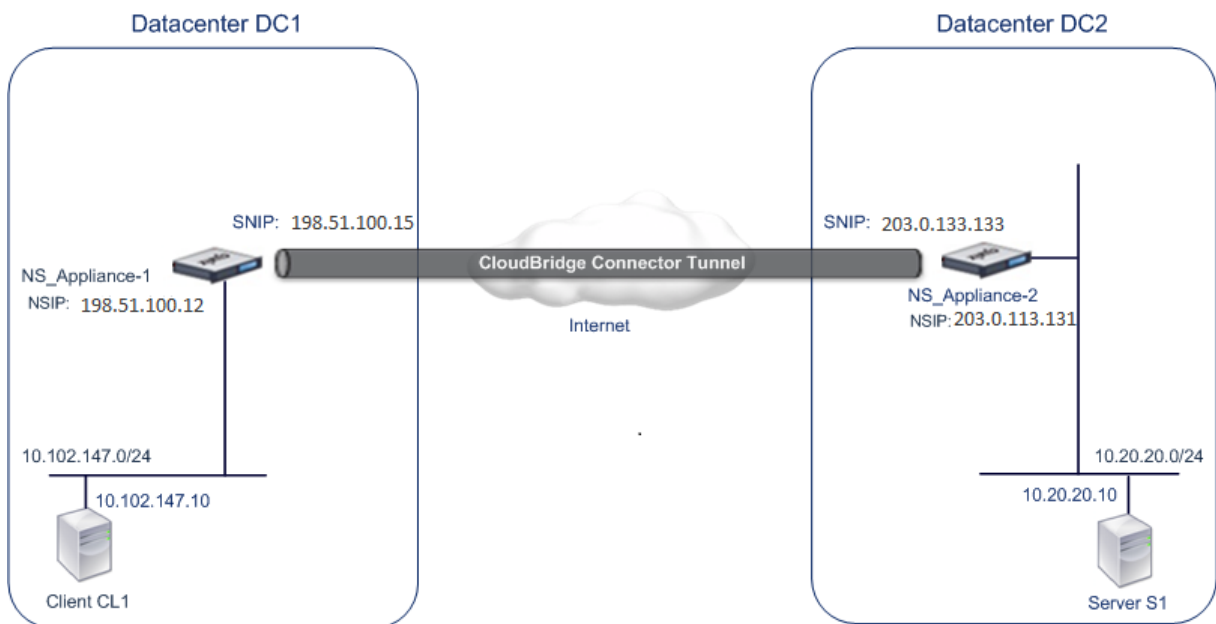 Datacenter DC1
Datacenter DC2
SNIP: 198.51.100.15
SNIP: 203.0.133.133
CloudBridge Connector Tunnel
NS_Appliance-1
NSIP: 198.51.100.12
NS_Appliance-2
NSIP: 203.0.113.131
Internet
10.102.147.0/24
10.20.20.0/24
10.102.147.10
10.20.20.10
Client CL1
Server S1